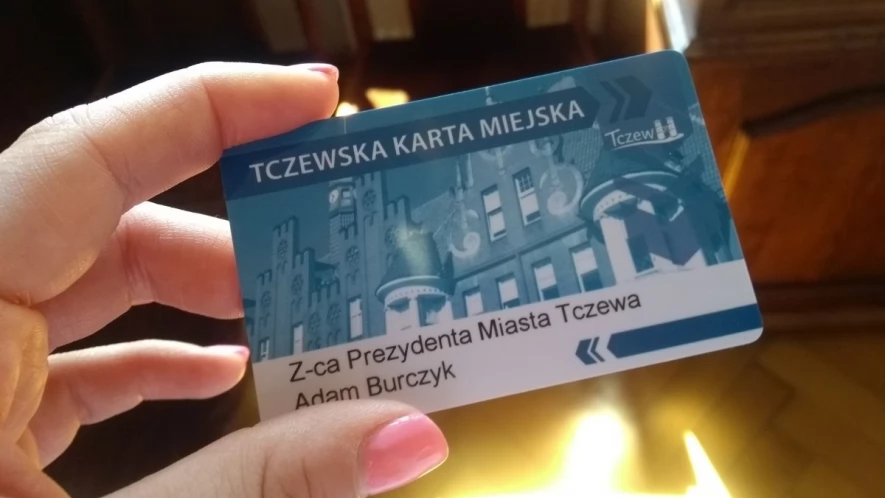 TCZEWSKA KARTA MIEJSKA
Tczew
Z-ca Prezydenta Miasta Tczewa
Adam Burczyk